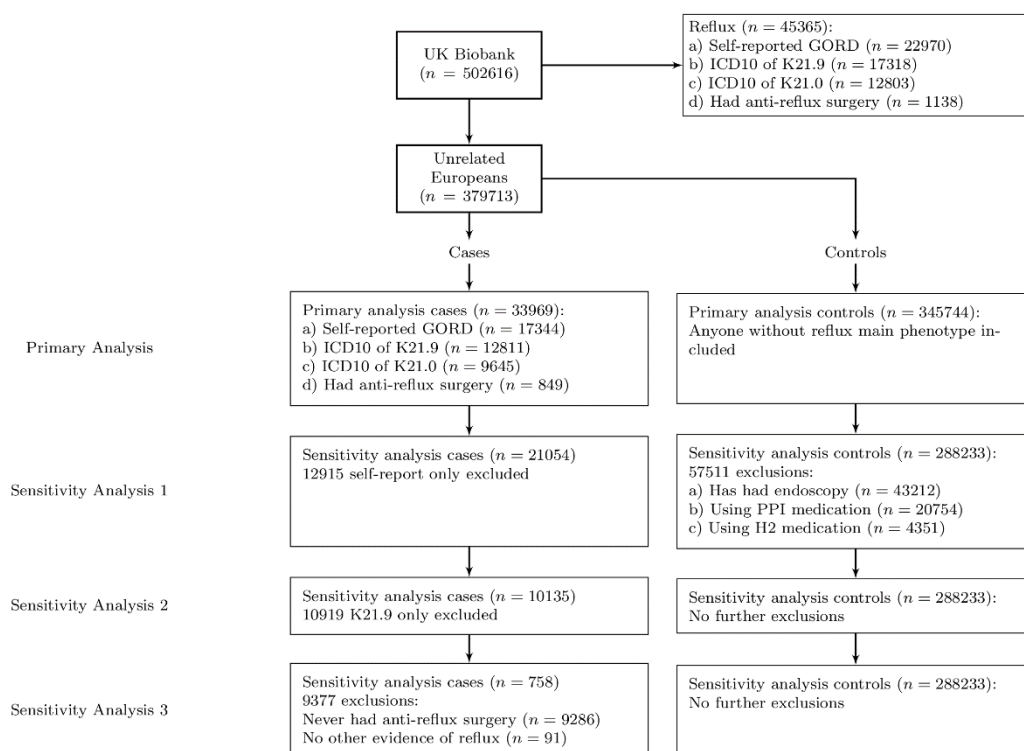 UK Biobank
(n = 502616)
Reflux (n = 45365)
a) Self-reported GORD (n = 22970)
b) ICD10 of K21.9 (n = 17318)
c) ICD10 of K21.0 (n = 12803)
d) Had anti-reflux surgery (n = 1138)
Unrelated
Europeans
(n = 379713)
Cases
Controls
Primary Analysis
Primary analysis cases (n = 33969):
a) Self-reported GORD (n = 17344)
b) ICD10 of K21.9 (n = 12811)
c) ICD10 of K21.0 (n = 9645)
d) Had anti-reflux surgery (n = 849)
Primary analysis controls (n = 345744):
Anyone without reflux main phenotype in-
cluded
Sensitivity Analysis 1
Sensitivity analysis cases (n = 21054)
12915 self-report only excluded
Sensitivity analysis controls (n = 288233):
57511 exclusions:
a) Has had endoscopy (n = 43212)
b) Using PPI medication (n = 20754)
c) Using H2 medication (n = 4351)
Sensitivity Analysis 2
Sensitivity analysis cases (n = 10135)
10919 K21.9 only excluded
Sensitivity analysis controls (n = 288233):
No further exclusions
Sensitivity Analysis 3
Sensitivity analysis cases (n = 758)
9377 exclusions:
Never had anti-reflux surgery (n = 9286)
No other evidence of reflux (n = 91)
Sensitivity analysis controls (n = 288233):
No further exclusions